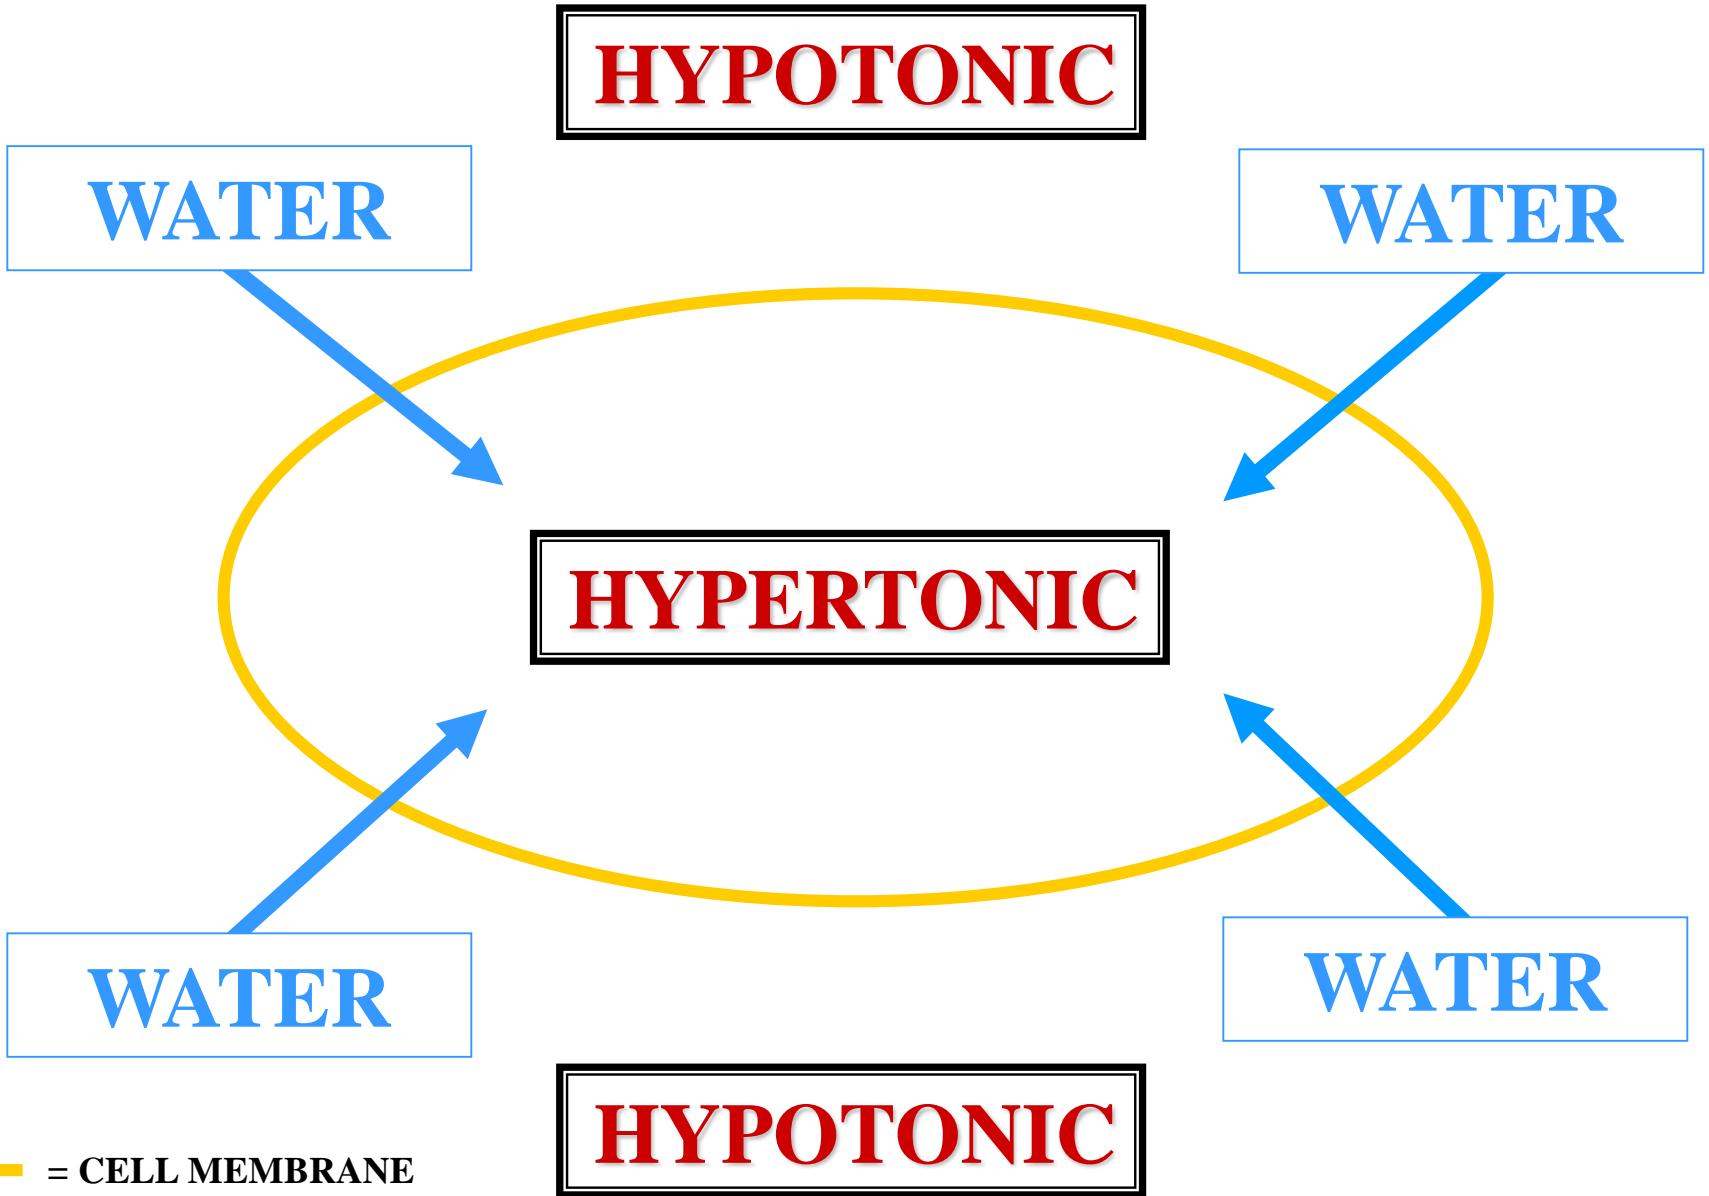 HYPOTONIC
WATER
WATER
HYPERTONIC
WATER
WATER
HYPOTONIC
= CELL MEMBRANE